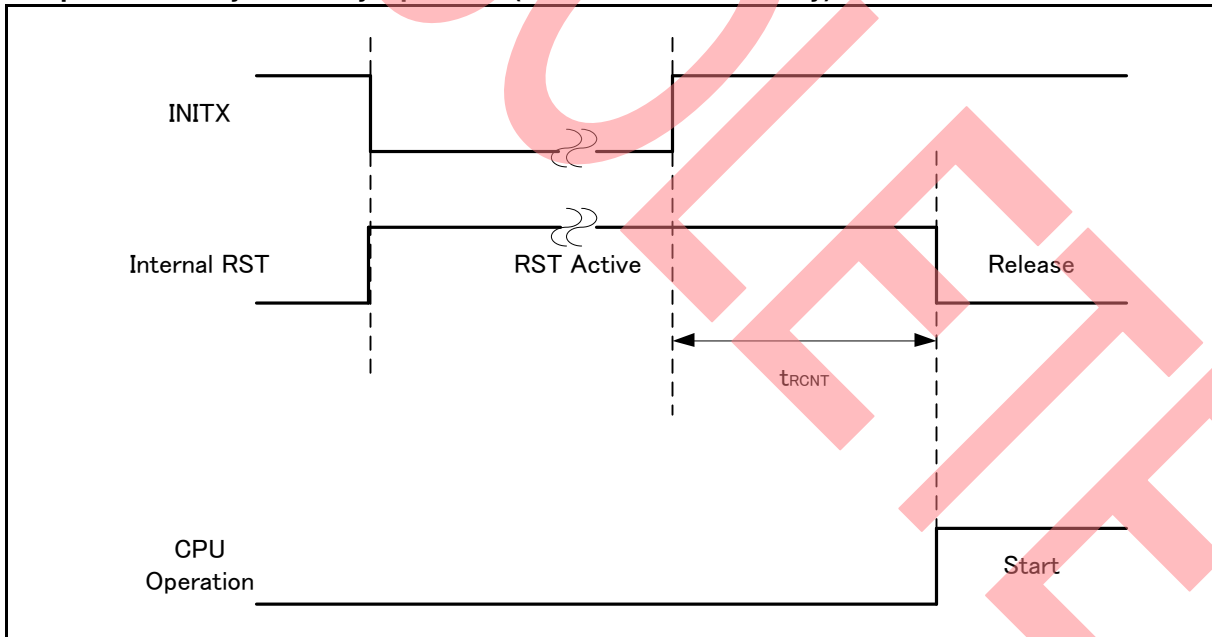 INITX
Internal RST
RST Active
Release
tRCNT
CPU
Operation
Start